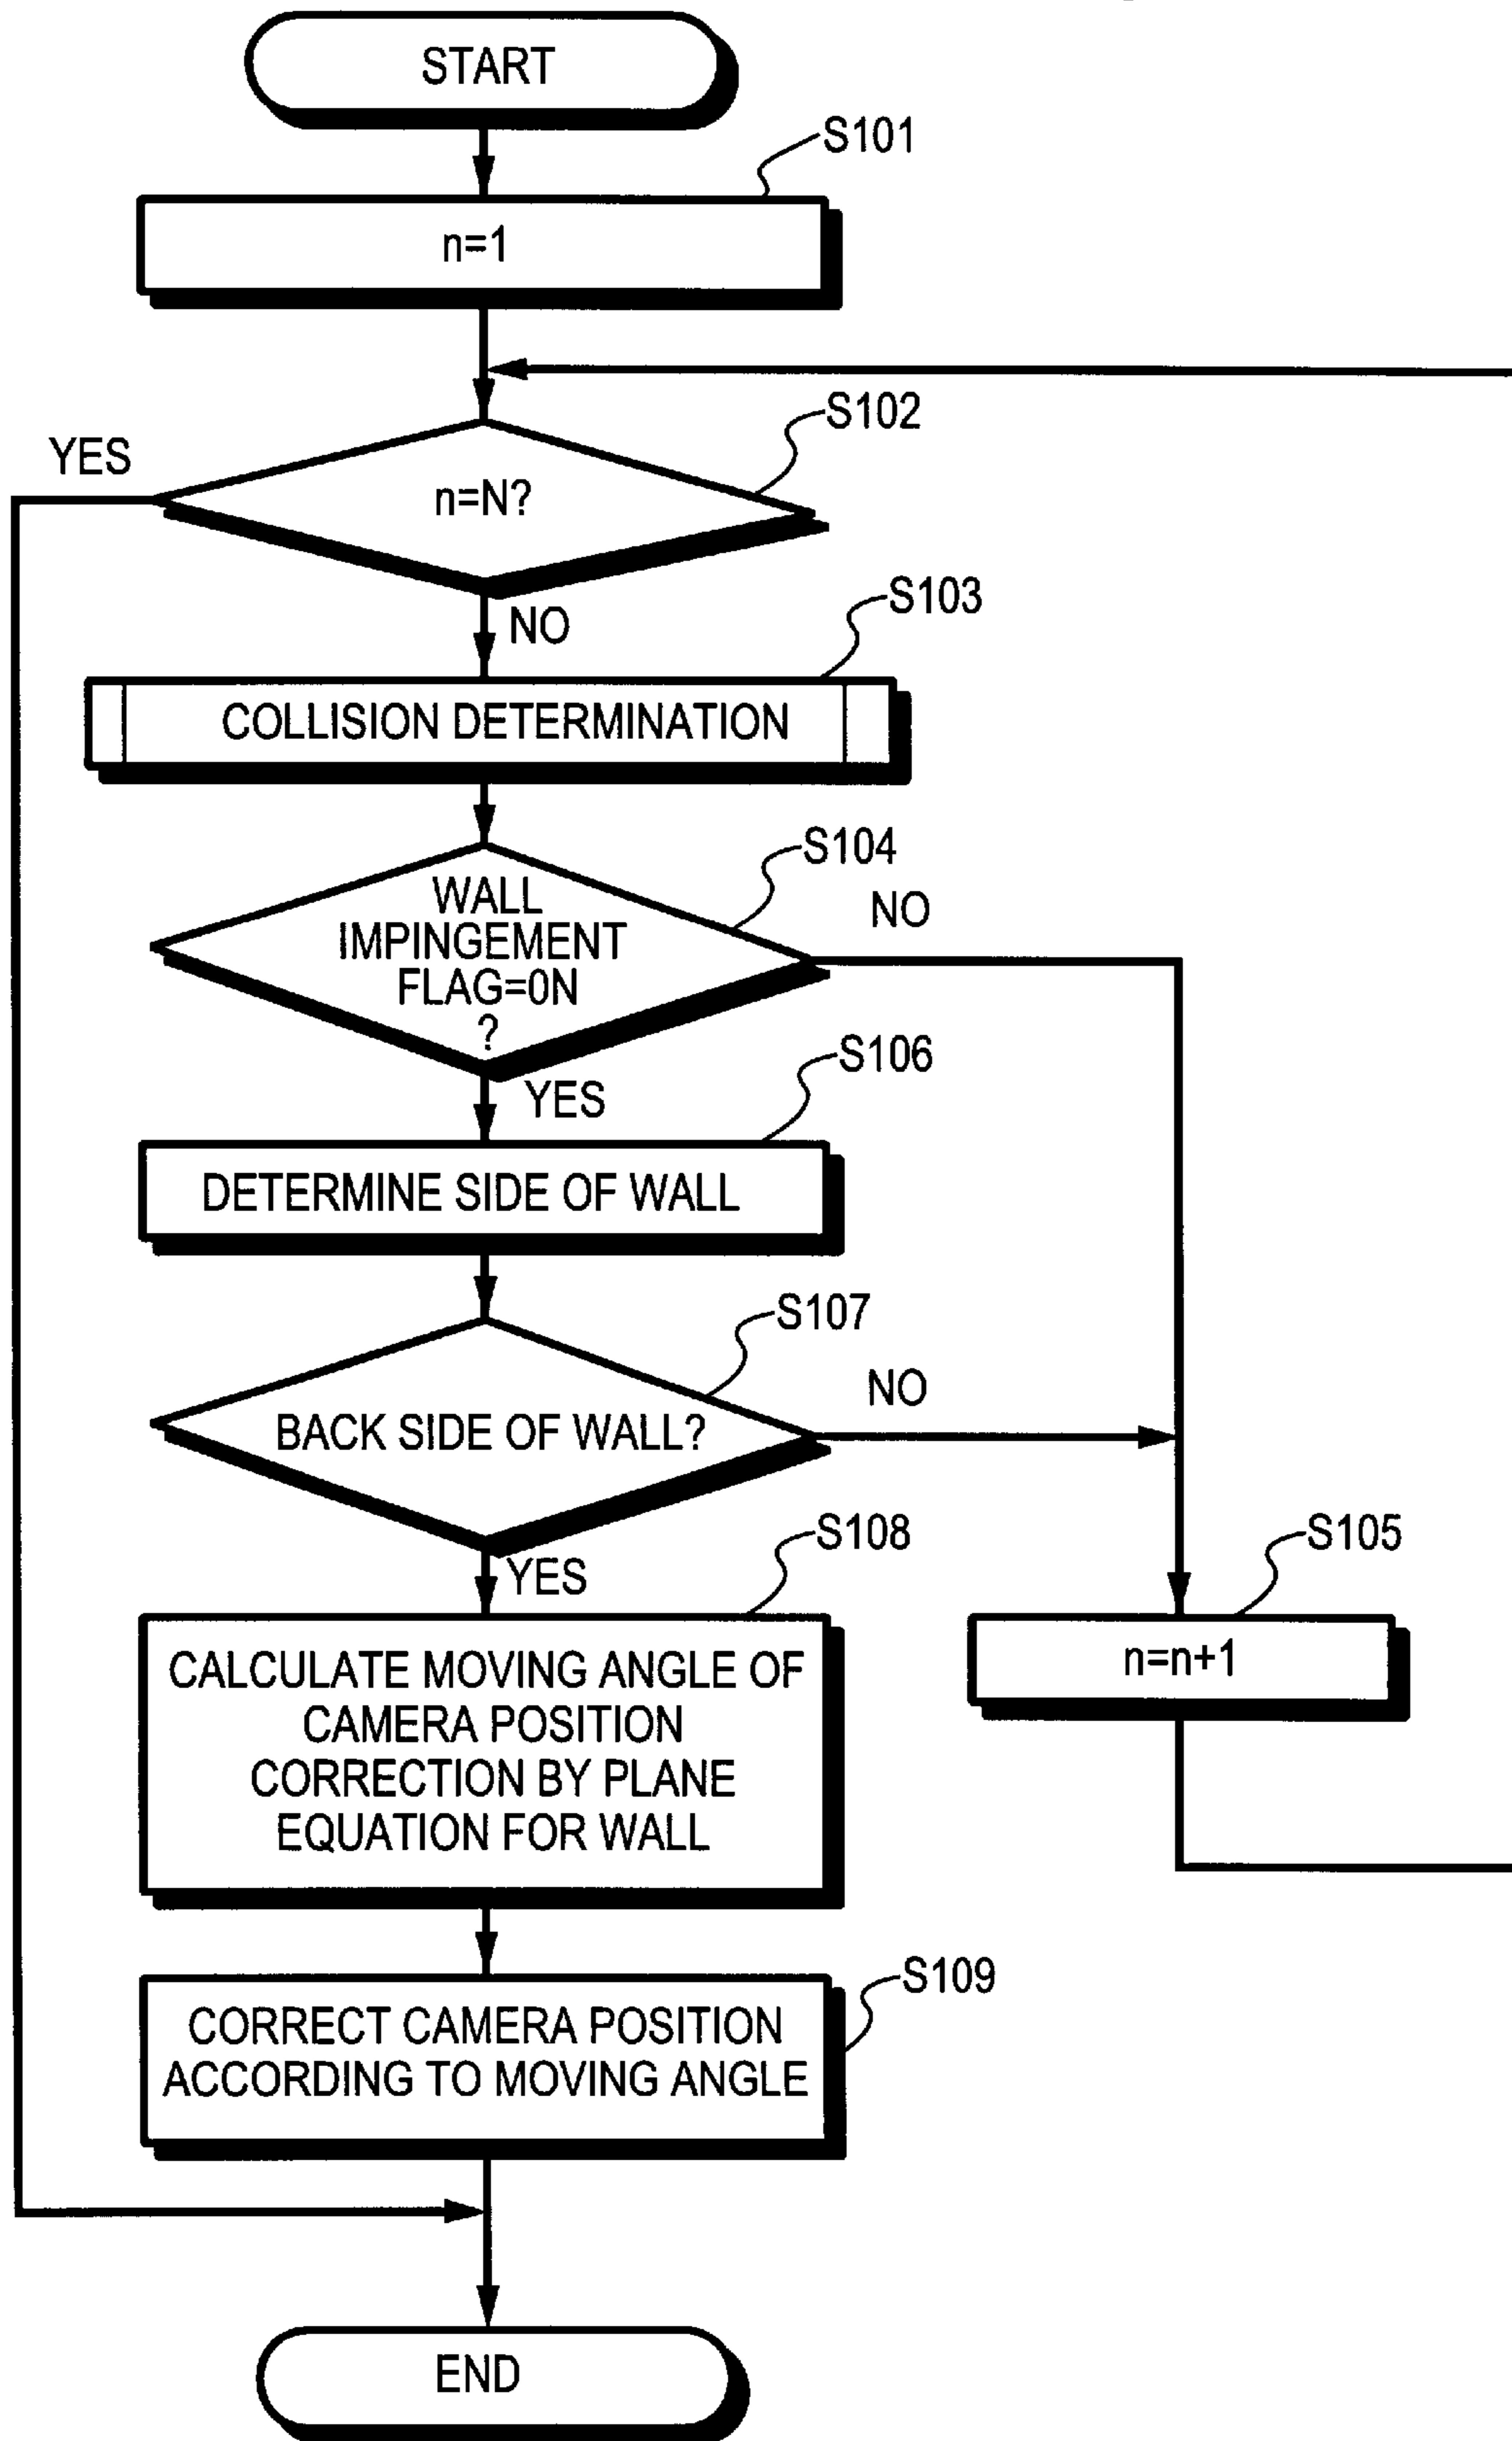 START
S101
n=1
S102
YES
n=N?
NO
S103
COLLISION DETERMINATION
S104
WALL
IMPINGEMENT
FLAG=0N
?
NO
YES
S106
DETERMINE SIDE OF WALL
S107
BACK SIDE OF WALL?
NO
YES
S108
CALCULATE MOVING ANGLE OF
CAMERA POSITION
CORRECTION BY PLANE
EQUATION FOR WALL
S105
n=n+1
S109
CORRECT CAMERA POSITION
ACCORDING TO MOVING ANGLE
END